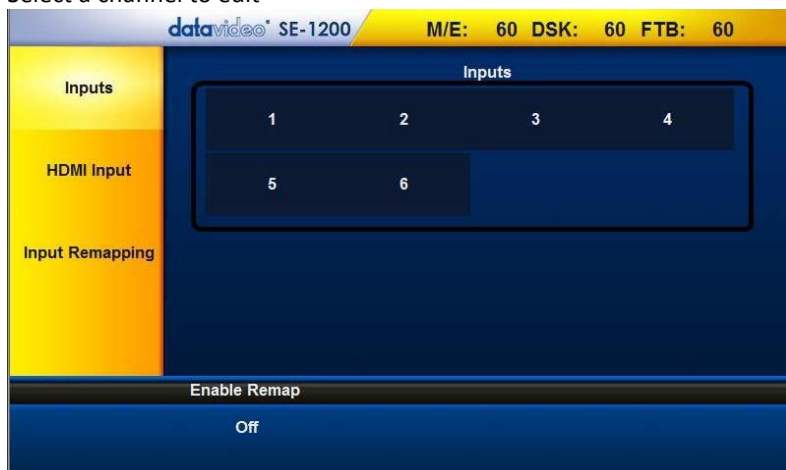 Select a channel to edit
datavideo SE-1200 M/E: 60 DSK: 60 FTB: 60
Inputs
Inputs
1 2 3 4
HDMI Input
5 6
Input Remapping
Enable Remap
Off